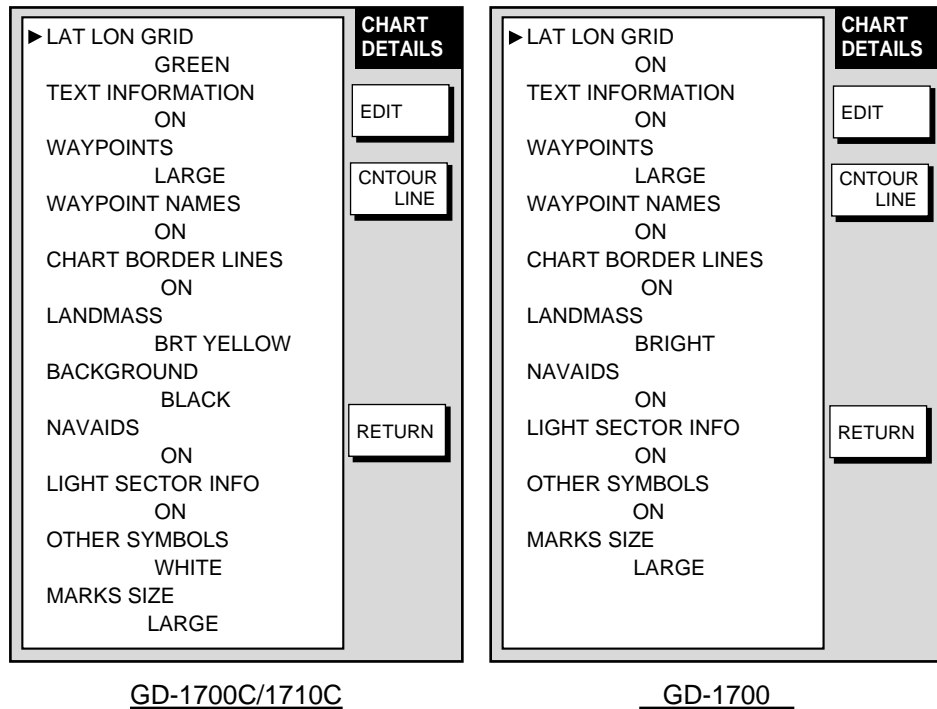 ►LAT LON GRID
GREEN
TEXT INFORMATION
ON
WAYPOINTS
LARGE
WAYPOINT NAMES
ON
CHART BORDER LINES
ON
LANDMASS
BRT YELLOW
BACKGROUND
BLACK
NAVAIDS
ON
LIGHT SECTOR INFO
ON
OTHER SYMBOLS
WHITE
MARKS SIZE
LARGE
CHART
DETAILS
EDIT
CNTOUR
LINE
RETURN
GD-1700C/1710C
►LAT LON GRID
ON
TEXT INFORMATION
ON
WAYPOINTS
LARGE
WAYPOINT NAMES
ON
CHART BORDER LINES
ON
LANDMASS
BRIGHT
NAVAIDS
ON
LIGHT SECTOR INFO
ON
OTHER SYMBOLS
ON
MARKS SIZE
LARGE
CHART
DETAILS
EDIT
CNTOUR
LINE
RETURN
GD-1700